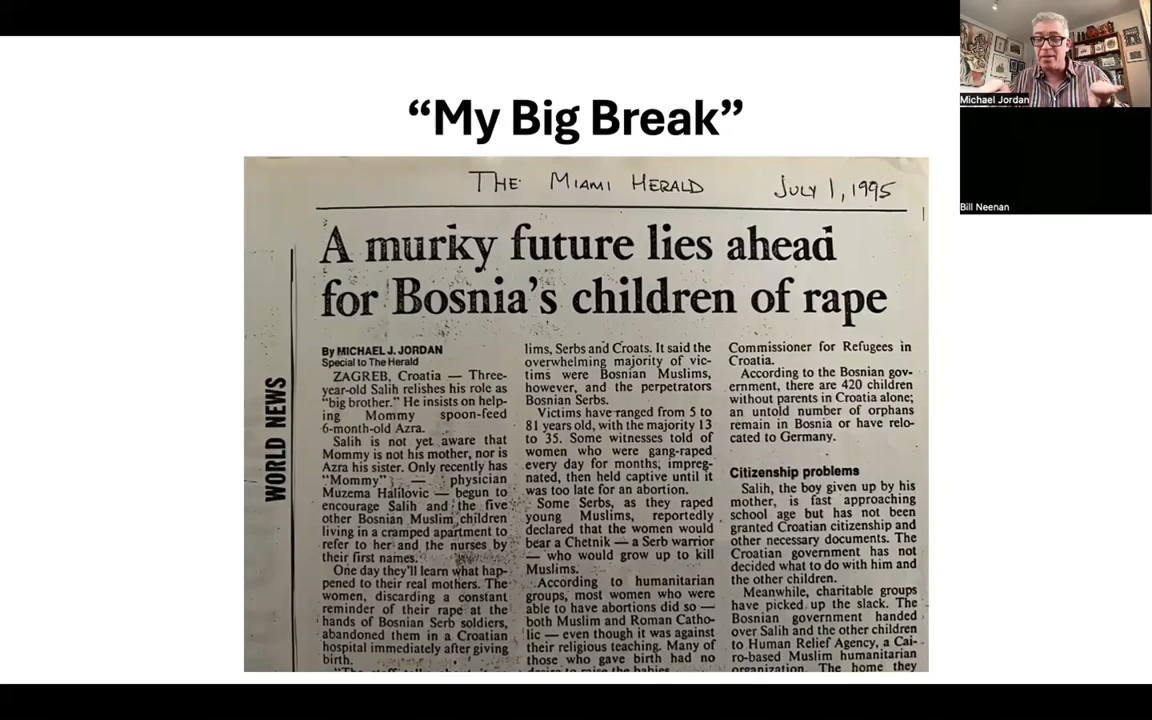 “My Big Break”
THE MIAMI HERALD JULY 1, 1995
A murky future lies ahead
for Bosnia’s children of rape
WORLD NEWS
By MICHAEL J. JORDAN
Special to The Herald
ZAGREB, Croatia — Three-
year-old Salih relishes his role as
“big brother.” He insists on help-
ing Mommy spoon-feed
6-month-old Azra.
Salih is not yet aware that
Mommy is not his mother, nor is
Azra his sister. Only recently has
“Mommy” — physician
Muzema Halilovic — begun to
encourage Salih and the five
other Bosnian Muslim children
living in a cramped apartment to
refer to her and the nurses by
their first names.
One day they’ll learn what hap-
pened to their real mothers. The
women, discarding a constant
reminder of their rape at the
hands of Bosnian Serb soldiers,
abandoned them in a Croatian
hospital immediately after giving
birth.
lims, Serbs and Croats. It said the
overwhelming majority of vic-
tims were Bosnian Muslims,
however, and the perpetrators
Bosnian Serbs.
Victims have ranged from 5 to
81 years old, with the majority 13
to 35. Some witnesses told of
women who were gang-raped
every day for months, impreg-
nated, then held captive until it
was too late for an abortion.
Some Serbs, as they raped
young Muslims, reportedly
declared that the women would
bear a Chetnik — a Serb warrior
— who would grow up to kill
Muslims.
According to humanitarian
groups, most women who were
able to have abortions did so —
both Muslim and Roman Catho-
lic — even though it was against
their religious teaching. Many of
those who gave birth had no
desire to raise the babies
Commissioner for Refugees in
Croatia.
According to the Bosnian gov-
ernment, there are 420 children
without parents in Croatia alone;
an untold number of orphans
remain in Bosnia or have relo-
cated to Germany.
Citizenship problems
Salih, the boy given up by his
mother, is fast approaching
school age but has not been
granted Croatian citizenship and
other necessary documents. The
Croatian government has not
decided what to do with him and
the other children.
Meanwhile, charitable groups
have picked up the slack. The
Bosnian government handed
over Salih and the other children
to Human Relief Agency, a Cai-
ro-based Muslim humanitarian
organization. The home they
Michael Jordan
Bill Neenan